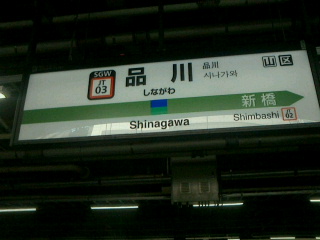 SGW
JT
03
品川
品川
시나가와
山 区
しながわ
新橋
Shinagawa
Shimbashi
JT
02